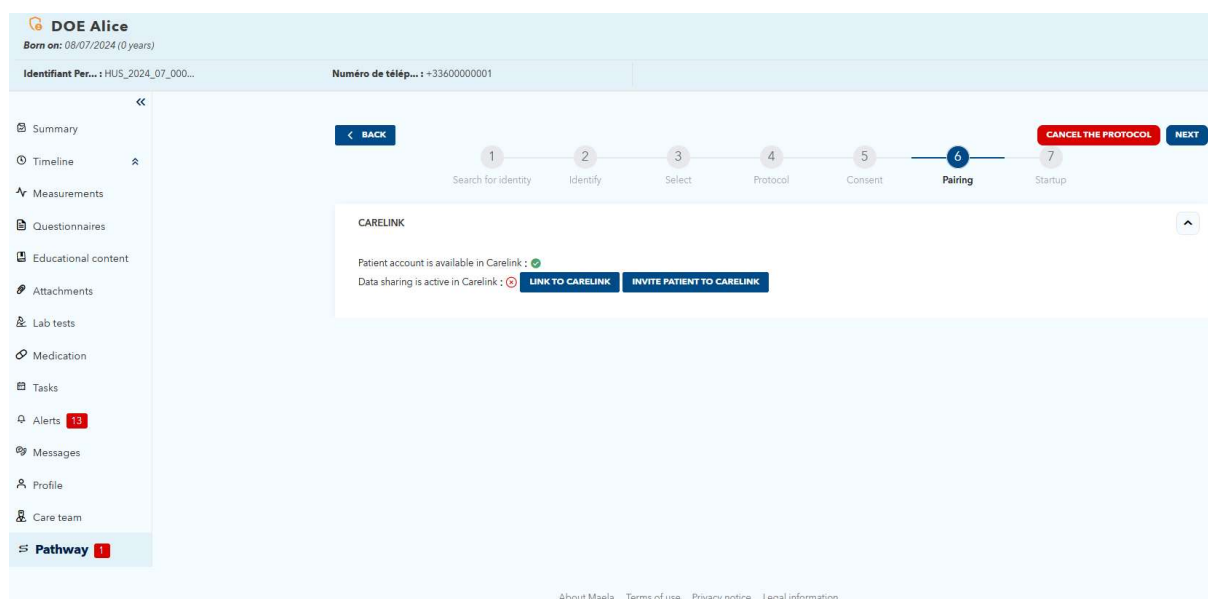 DOE Alice
Born on: 08/07/2024 (0 years)
Identifiant Per... : HUS_2024_07_000...
Numéro de télép... : +33600000001
Summary
Timeline
Measurements
Questionnaires
Educational content
Attachments
Lab tests
Medication
Tasks
Alerts 13
Messages
Profile
Care team
Pathway 1
BACK
CANCEL THE PROTOCOL NEXT
1 2 3 4 5 6 7
Search for identity Identify Select Protocol Consent Pairing Startup
CARELINK
Patient account is available in Carelink :
Data sharing is active in Carelink : LINK TO CARELINK INVITE PATIENT TO CARELINK
About Maela Terms of use Privacy notice Legal information